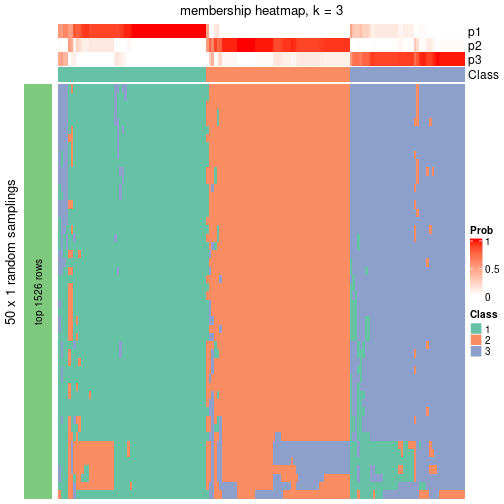 membership heatmap, k = 3
p1
p2
p3
Class
50 x 1 random samplings
top 1526 rows
Prob
1
0.5
0
Class
1
2
3